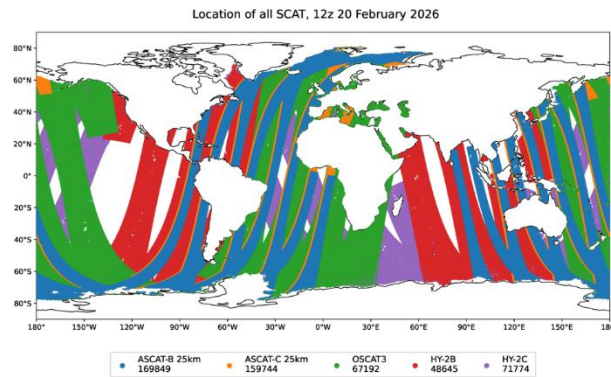 Location of all SCAT, 12z 20 February 2026
80°N
60°N
40°N
20°N
0°
20°S
40°S
60°S
80°S
180° 150°W 120°W 90°W 60°W 30°W 0°W 30°E 60°E 90°E 120°E 150°E 180°
ASCAT-B 25km ASCAT-C 25km OSCAT3 HY-2B HY-2C
169849 159744 67192 48645 71774